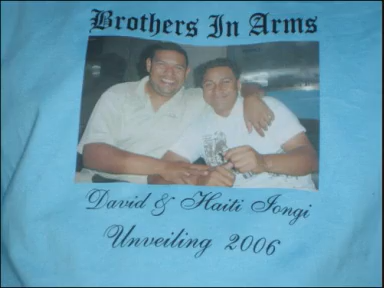 Brothers In Arms
David & Haiti Iongi
Unveiling 2006